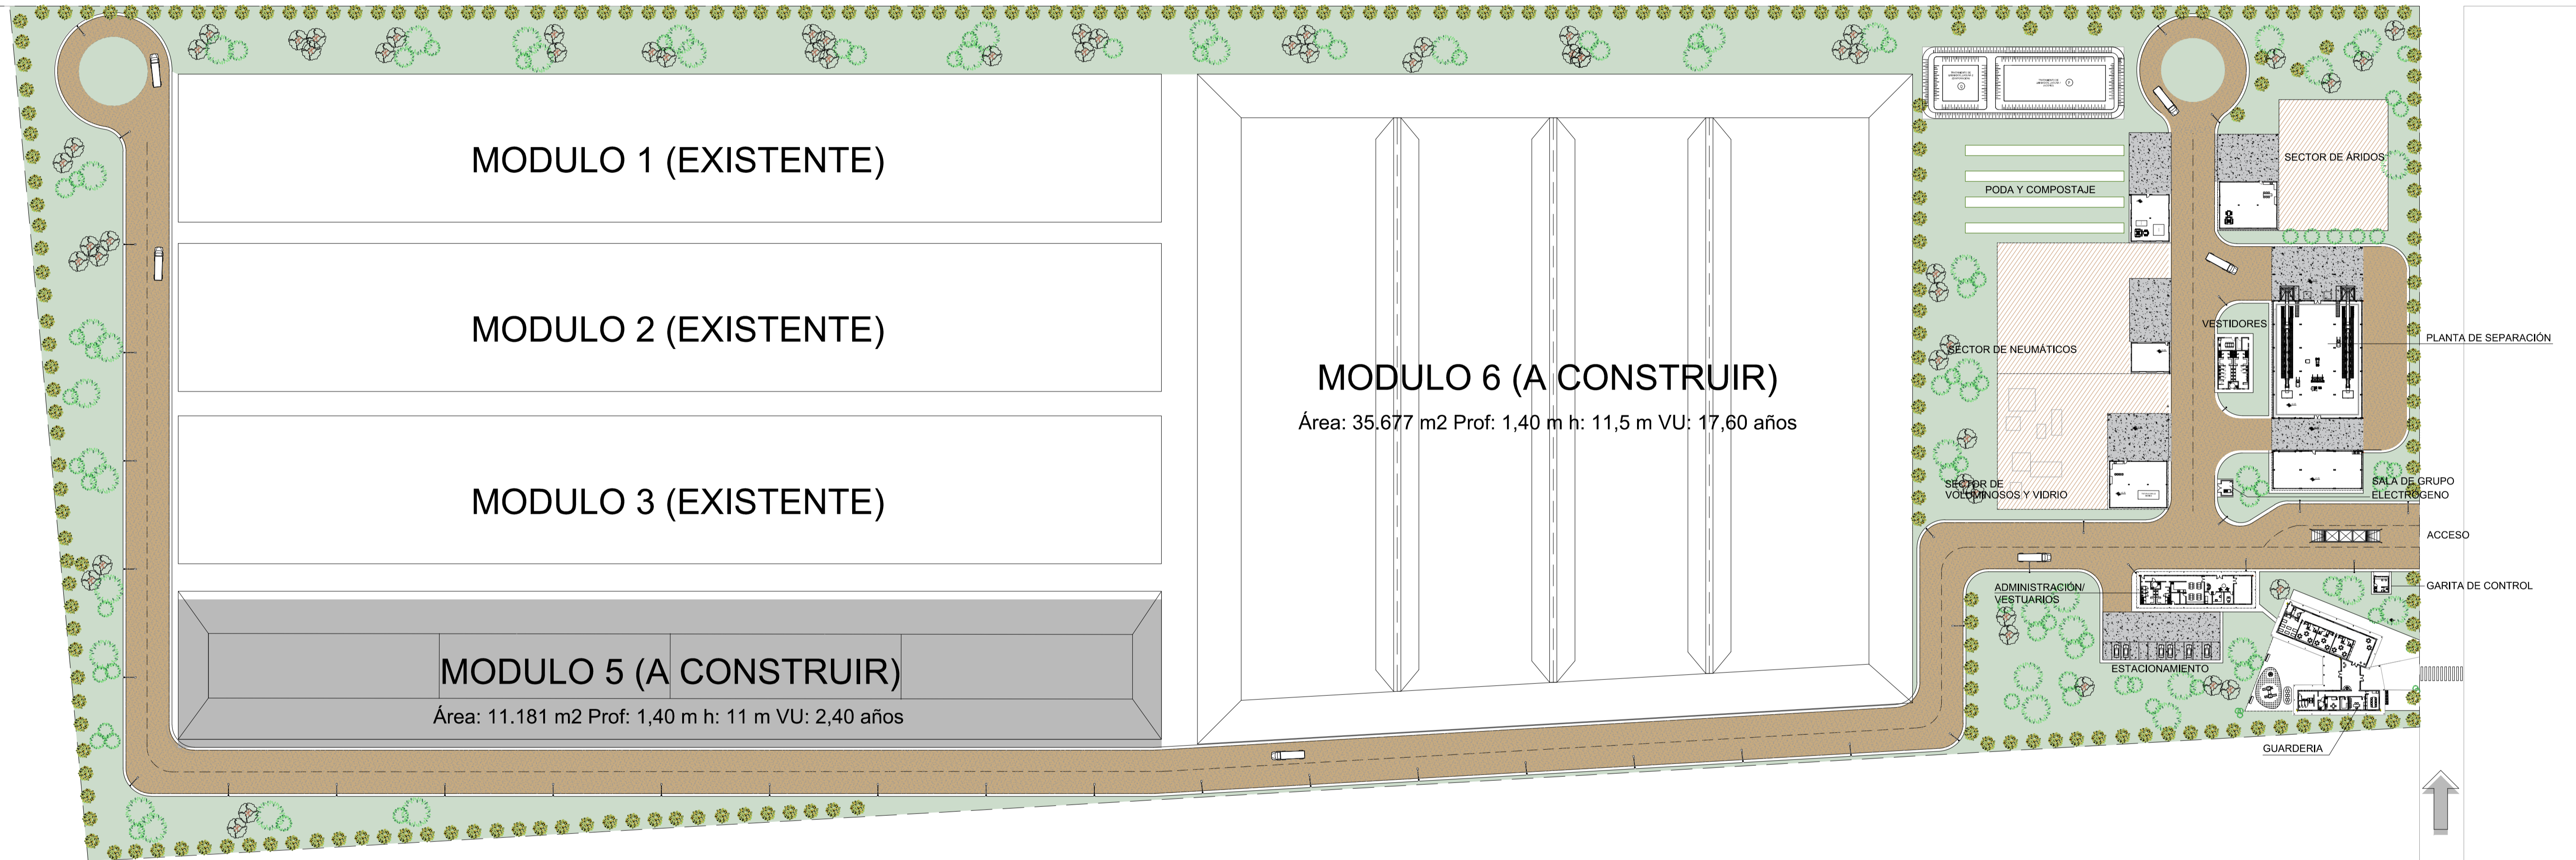 MODULO 1 (EXISTENTE)
MODULO 2 (EXISTENTE)
MODULO 3 (EXISTENTE)
MODULO 5 (A CONSTRUIR)
Área: 11.181 m2 Prof: 1,40 m h: 11 m VU: 2,40 años
MODULO 6 (A CONSTRUIR)
Área: 35.677 m2 Prof: 1,40 m h: 11,5 m VU: 17,60 años
SECTOR DE ÁRIDOS
PODA Y COMPOSTAJE
VESTIDORES
SECTOR DE NEUMÁTICOS
PLANTA DE SEPARACIÓN
SECTOR DE
VOLUMINOSOS Y VIDRIO
SALA DE GRUPO
ELECTRÓGENO
ACCESO
GARITA DE CONTROL
ADMINISTRACIÓN/
VESTUARIOS
ESTACIONAMIENTO
GUARDERIA